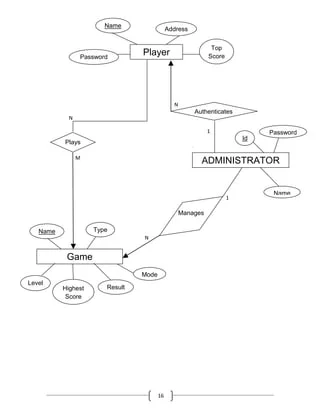 Name
Address
Player
Top
Score
Password
N
Authenticates
N
1
Password
Id
Plays
M
ADMINISTRATOR
Name
1
Manages
Name
Type
N
Game
Mode
Level
Highest
Score
Result
16